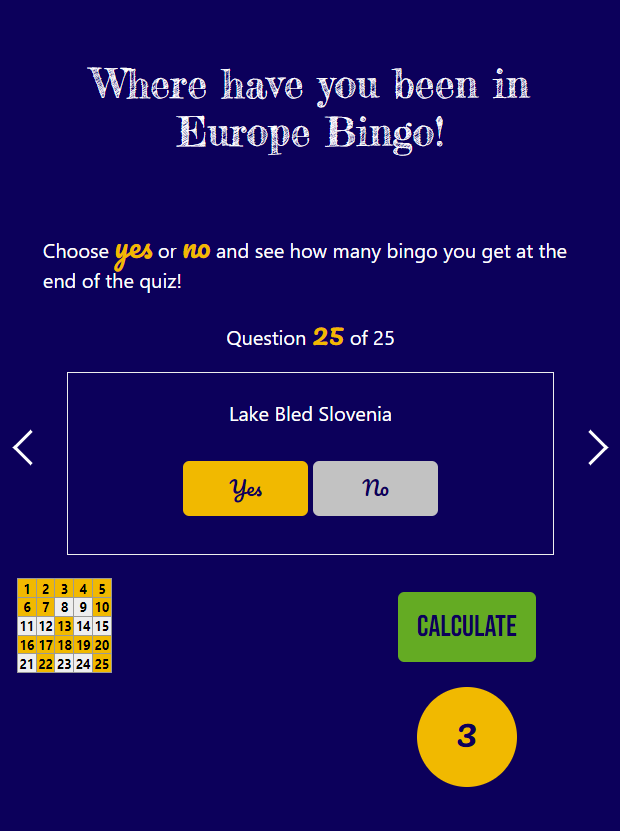 Where have you been in
Europe Bingo!
Choose yes or no and see how many bingo you get at the
end of the quiz!
Question 25 of 25
Lake Bled Slovenia
Yes No
1 2 3 4 5
6 7 8 9 10
11 12 13 14 15
16 17 18 19 20
21 22 23 24 25
CALCULATE
3